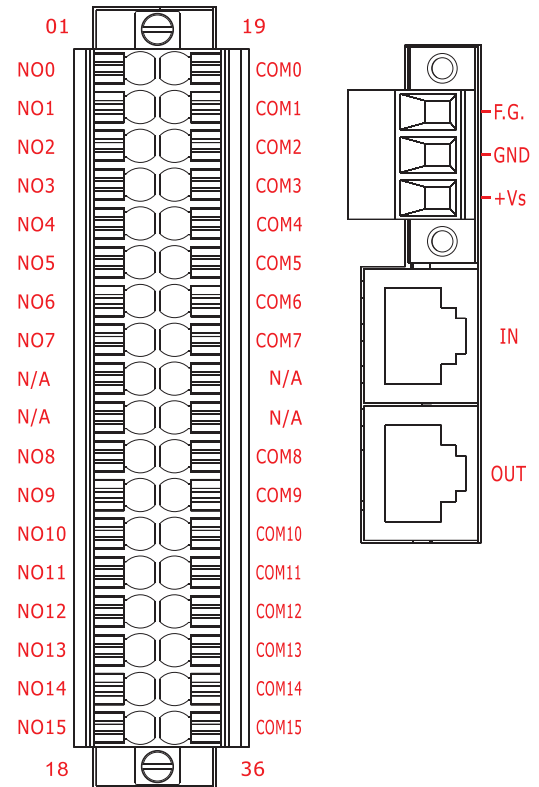 01 19
NO0 COM0
NO1 COM1
NO2 COM2
NO3 COM3
NO4 COM4
NO5 COM5
NO6 COM6
NO7 COM7
N/A N/A
N/A N/A
NO8 COM8
NO9 COM9
NO10 COM10
NO11 COM11
NO12 COM12
NO13 COM13
NO14 COM14
NO15 COM15
18 36
F.G.
GND
+Vs
IN
OUT